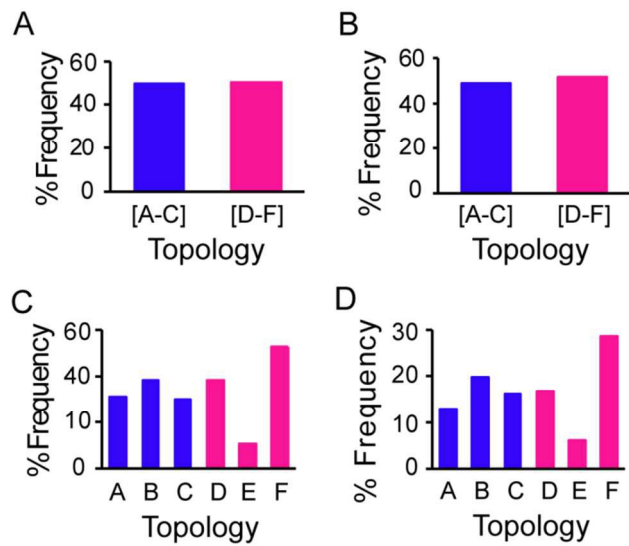 A
%Frequency
60
40
20
0
[A-C] [D-F]
Topology
B
% Frequency
60
40
20
0
[A-C] [D-F]
Topology
C
%Frequency
60
40
10
0
A B C D E F
Topology
D
% Frequency
30
20
10
0
A B C D E F
Topology